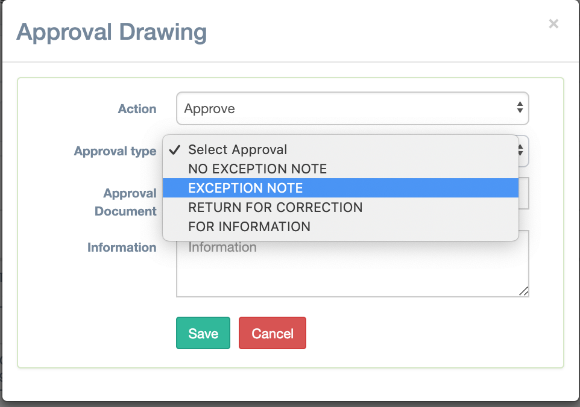 Approval Drawing
×
Action
Approve
Approval type
✓ Select Approval
NO EXCEPTION NOTE
EXCEPTION NOTE
RETURN FOR CORRECTION
FOR INFORMATION
Approval
Document
Information
Information
Save
Cancel